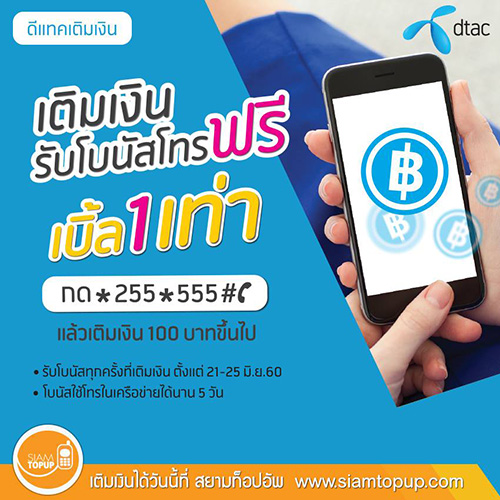 ดีแทคเติมเงิน
dtac
เติมเงิน
รับโบนัสโทรฟรี
เบิ้ล1เท่า
กด*255*555#
แล้วเติมเงิน 100 บาทขึ้นไป
• รับโบนัสทุกครั้งที่เติมเงิน ตั้งแต่ 21-25 มิ.ย.60
• โบนัสใช้โทรในเครือข่ายได้นาน 5 วัน
SIAM
TOPUP
เติมเงินได้วันนี้ที่ สยามท็อปอัพ www.siamtopup.com